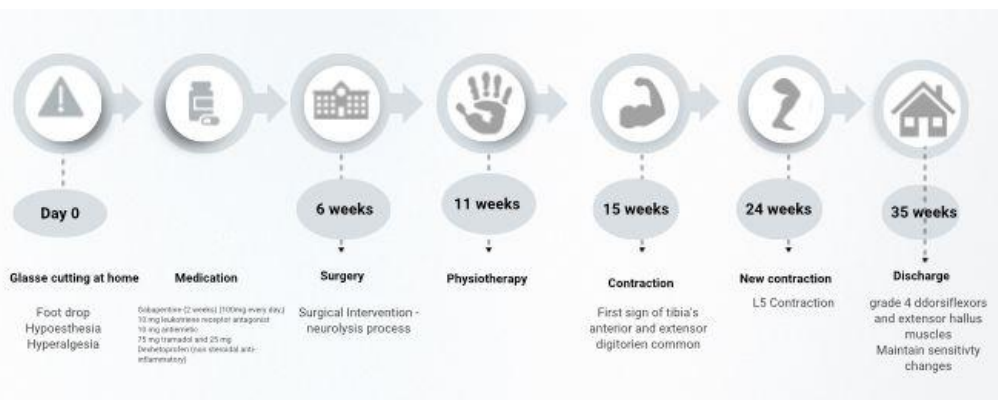 Day 0
6 weeks
11 weeks
15 weeks
24 weeks
35 weeks
Glasse cutting at home
Foot drop
Hypoesthesia
Hyperalgesia
Medication
Gabapentine (2 weeks) (100mg every day)
10 mg leukotriene receptor antagonist
10 mg antiemetic
75 mg tramadol and 25 mg
Dexketoprofen (non steroidal anti-
inflammatory)
Surgery
Surgical Intervention -
neurolysis process
Physiotherapy
Contraction
First sign of tibia's
anterior and extensor
digitorien common
New contraction
L5 Contraction
Discharge
grade 4 ddorsiflexors
and extensor hallus
muscles
Maintain sensitivty
changes